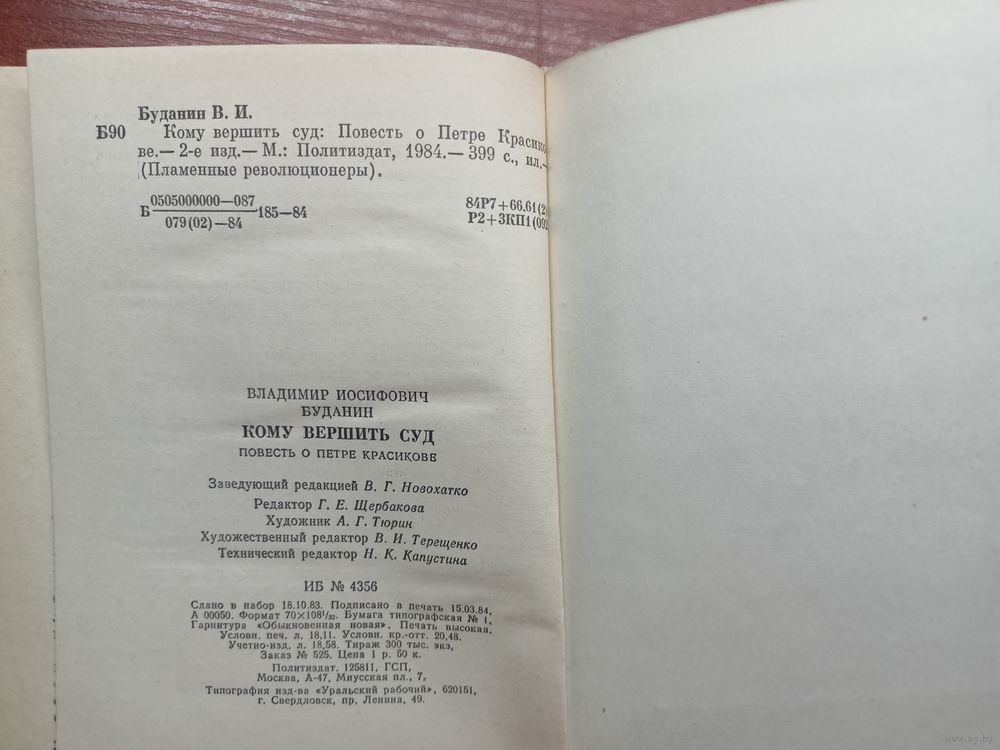 Буданин В. И.
Б90 Кому вершить суд: Повесть о Петре Красико
ве.— 2-е изд.— М.: Политиздат, 1984.— 399 с., ил.—
(Пламенные революционеры).
0505000000—087
Б 185—84
079(02)—84
84Р7+66.61(2)
Р2+3КП1(092
ВЛАДИМИР ИОСИФОВИЧ
БУДАНИН
КОМУ ВЕРШИТЬ СУД
ПОВЕСТЬ О ПЕТРЕ КРАСИКОВЕ
Заведующий редакцией В. Г. Новохатко
Редактор Г. Е. Щербакова
Художник А. Г. Тюрин
Художественный редактор В. И. Терещенко
Технический редактор Н. К. Капустина
ИБ № 4356
Сдано в набор 18.10.83. Подписано в печать 15.03.84.
А 00050. Формат 70×108¹/₃₂. Бумага типографская № 1.
Гарнитура «Обыкновенная новая». Печать высокая.
Условн. печ. л. 18,11. Условн. кр.-отт. 20,48.
Учетно-изд. л. 18,58. Тираж 300 тыс. экз.
Заказ № 525. Цена 1 р. 50 к.
Политиздат. 125811, ГСП,
Москва, А-47, Миусская пл., 7.
Типография изд-ва «Уральский рабочий», 620151,
г. Свердловск, пр. Ленина, 49.
www.ay.by